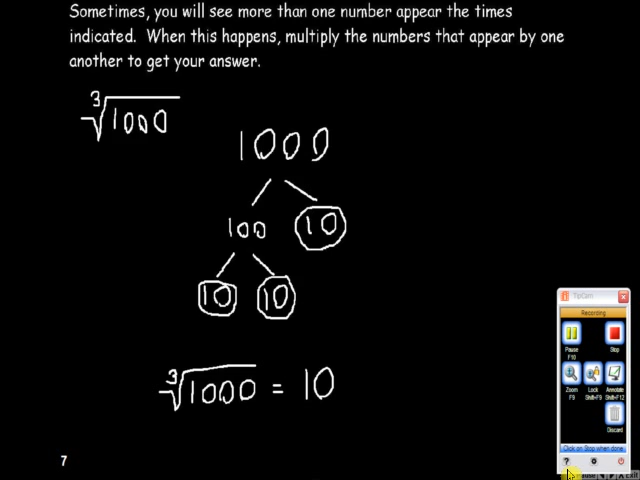 Sometimes, you will see more than one number appear the times
indicated. When this happens, multiply the numbers that appear by one
another to get your answer.
∛1000
1000
100 10
10 10
∛1000 = 10
7
TipCam
Recording
Pause Stop
F10
Zoom Lock Annotate
F9 Shift+F9 Shift+F12
Discard
Click on Stop when done
?
Exit